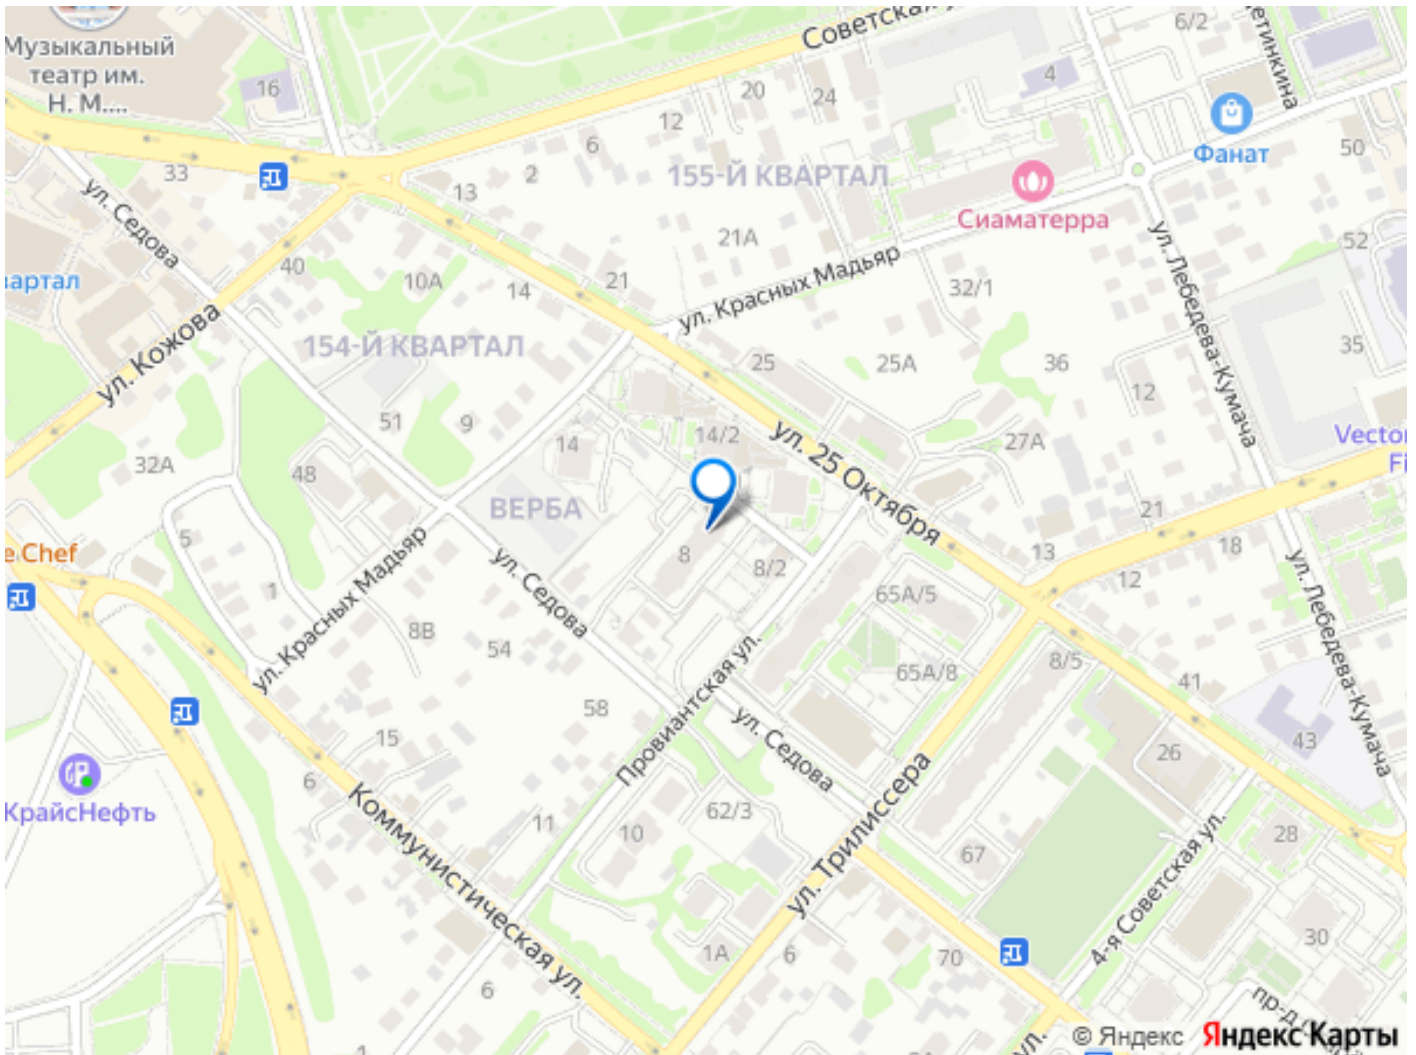 Музыкальный
театр им.
Н. М....
16
Советская
6/2
4
20
24
12
6
2
33
13
155-Й КВАРТАЛ
Фанат
50
Сиаматерра
ул. Седова
21А
52
вартал
40
10А
14
21
ул. Красных Мадьяр
32/1
ул. Лебедева-Кумача
ул. Кожова
154-Й КВАРТАЛ
25
25А
36
35
12
51
9
14
14/2
ул. 25 Октября
27А
Vector
Fi
32А
48
ВЕРБА
21
5
e Chef
8
8/2
13
18
12
1
ул. Красных Мадьяр
ул. Седова
65А/5
ул. Лебедева-Кумача
8В
54
65А/8
8/5
41
58
Провиантская ул.
ул. Седова
43
15
6
26
КрайсНефть
Коммунистическая ул.
11
10
62/3
ул. Трилиссера
67
28
4-я Советская ул.
1А
6
70
30
6
пр-д
ул.
1
© Яндекс Яндекс Карты